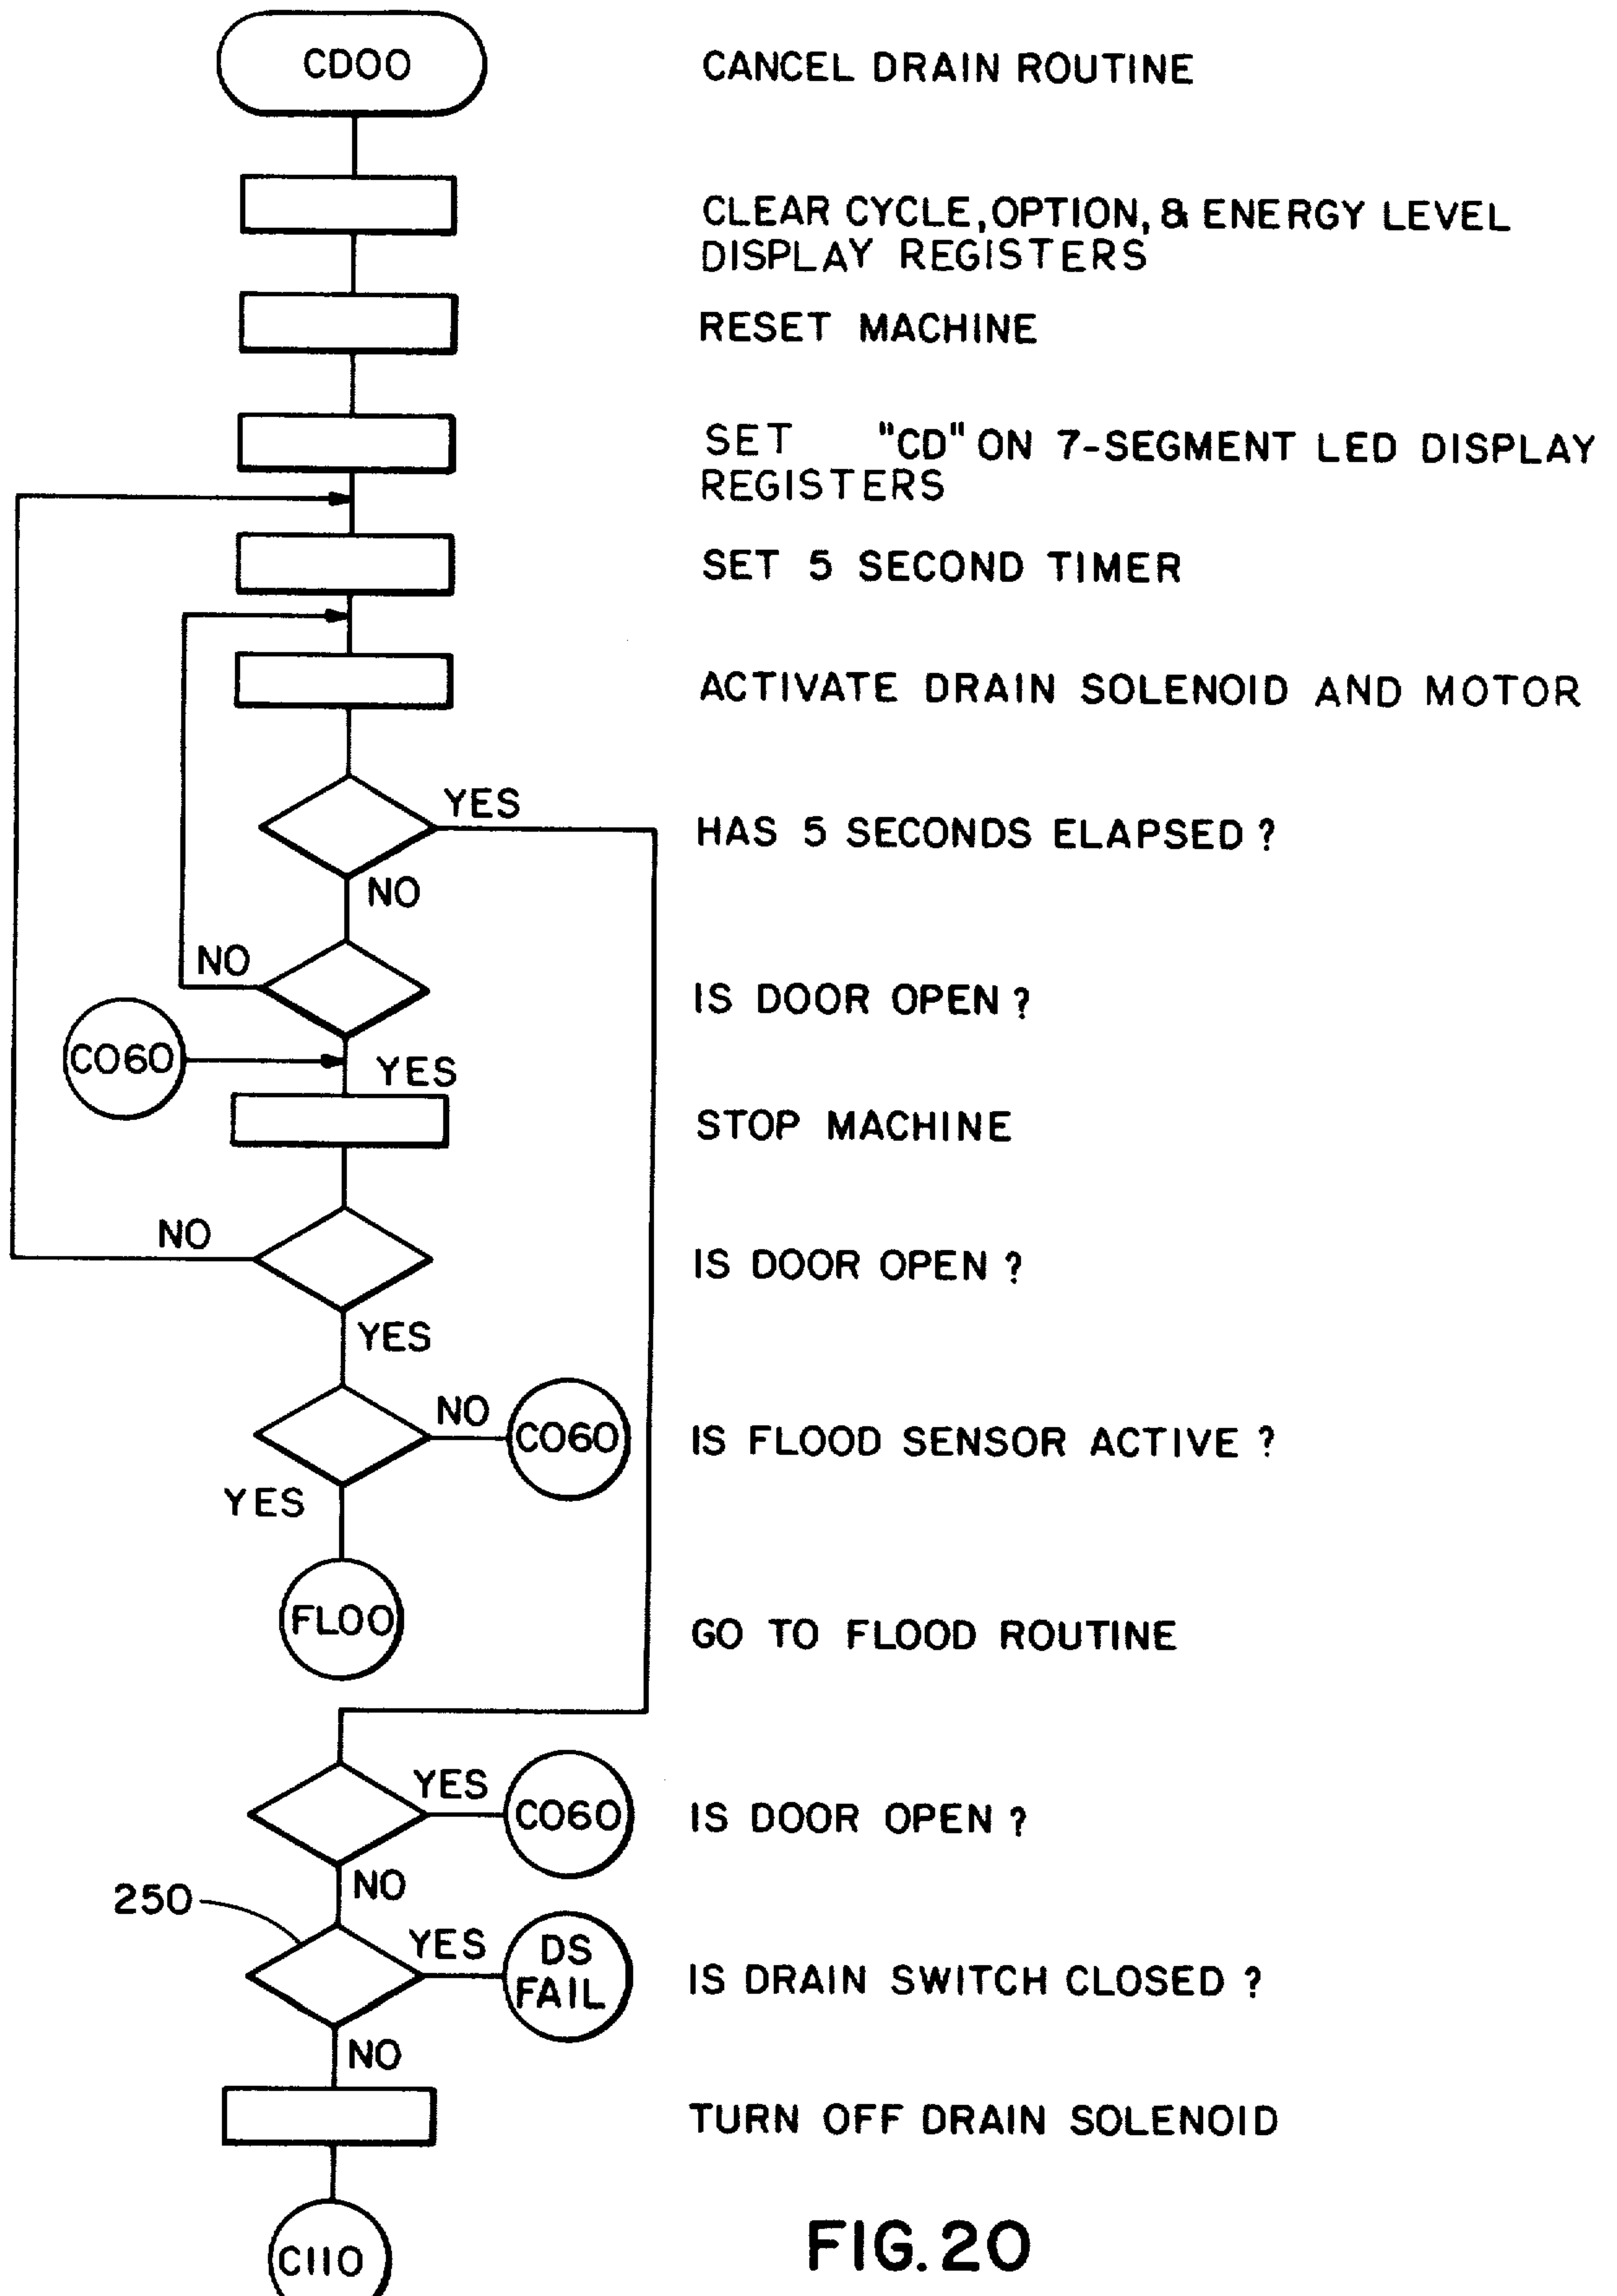 CD00
CANCEL DRAIN ROUTINE
CLEAR CYCLE, OPTION, & ENERGY LEVEL
DISPLAY REGISTERS
RESET MACHINE
SET "CD" ON 7-SEGMENT LED DISPLAY
REGISTERS
SET 5 SECOND TIMER
ACTIVATE DRAIN SOLENOID AND MOTOR
YES
HAS 5 SECONDS ELAPSED ?
NO
NO
IS DOOR OPEN ?
C060
YES
STOP MACHINE
NO
IS DOOR OPEN ?
YES
NO
C060
IS FLOOD SENSOR ACTIVE ?
YES
FL00
GO TO FLOOD ROUTINE
YES
C060
IS DOOR OPEN ?
NO
250
YES
DS
FAIL
IS DRAIN SWITCH CLOSED ?
NO
TURN OFF DRAIN SOLENOID
C110
FIG. 20